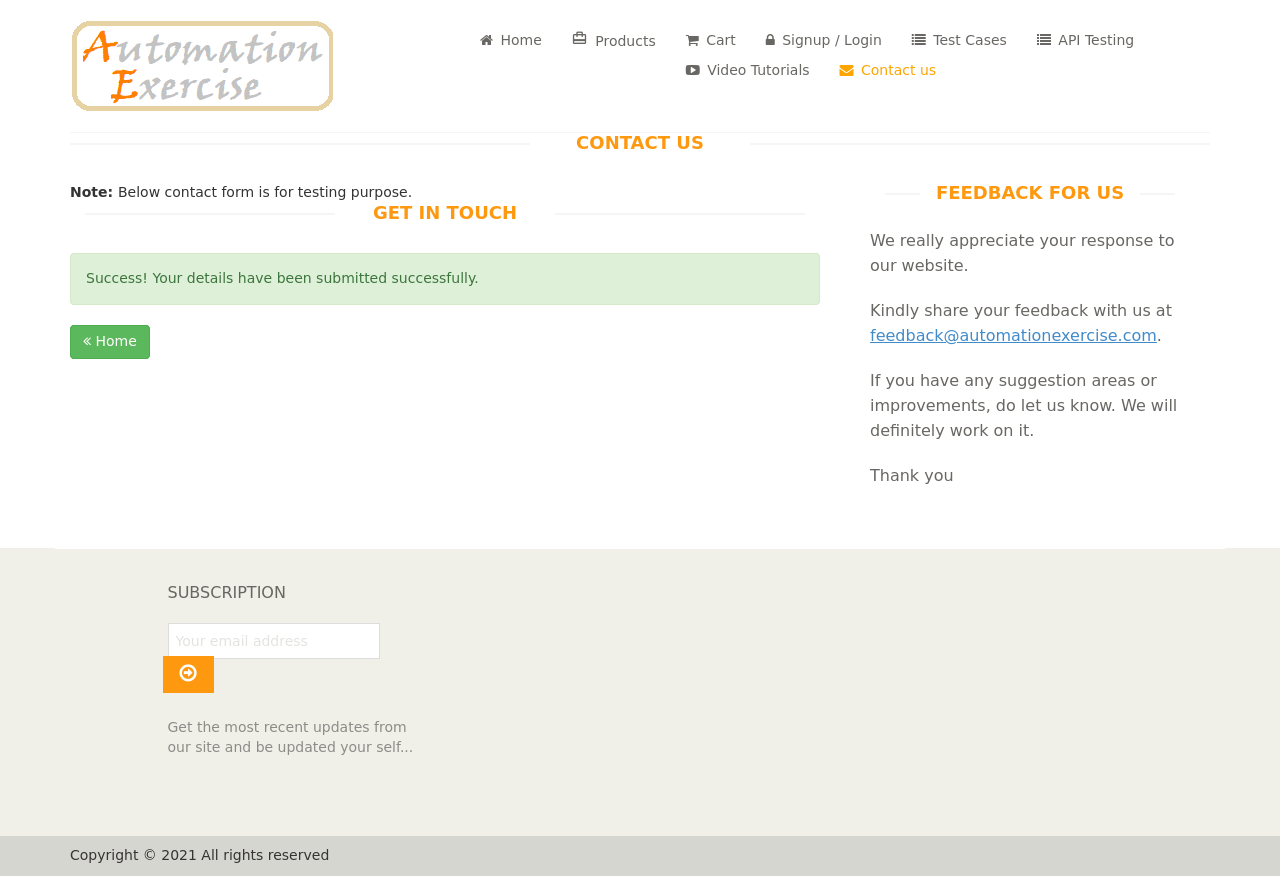 Automation
Exercise
Home
Products
Cart
Signup / Login
Test Cases
API Testing
Video Tutorials
Contact us
CONTACT US
Note: Below contact form is for testing purpose.
GET IN TOUCH
Success! Your details have been submitted successfully.
« Home
FEEDBACK FOR US
We really appreciate your response to
our website.
Kindly share your feedback with us at
feedback@automationexercise.com.
If you have any suggestion areas or
improvements, do let us know. We will
definitely work on it.
Thank you
SUBSCRIPTION
Your email address
Get the most recent updates from
our site and be updated your self...
Copyright © 2021 All rights reserved